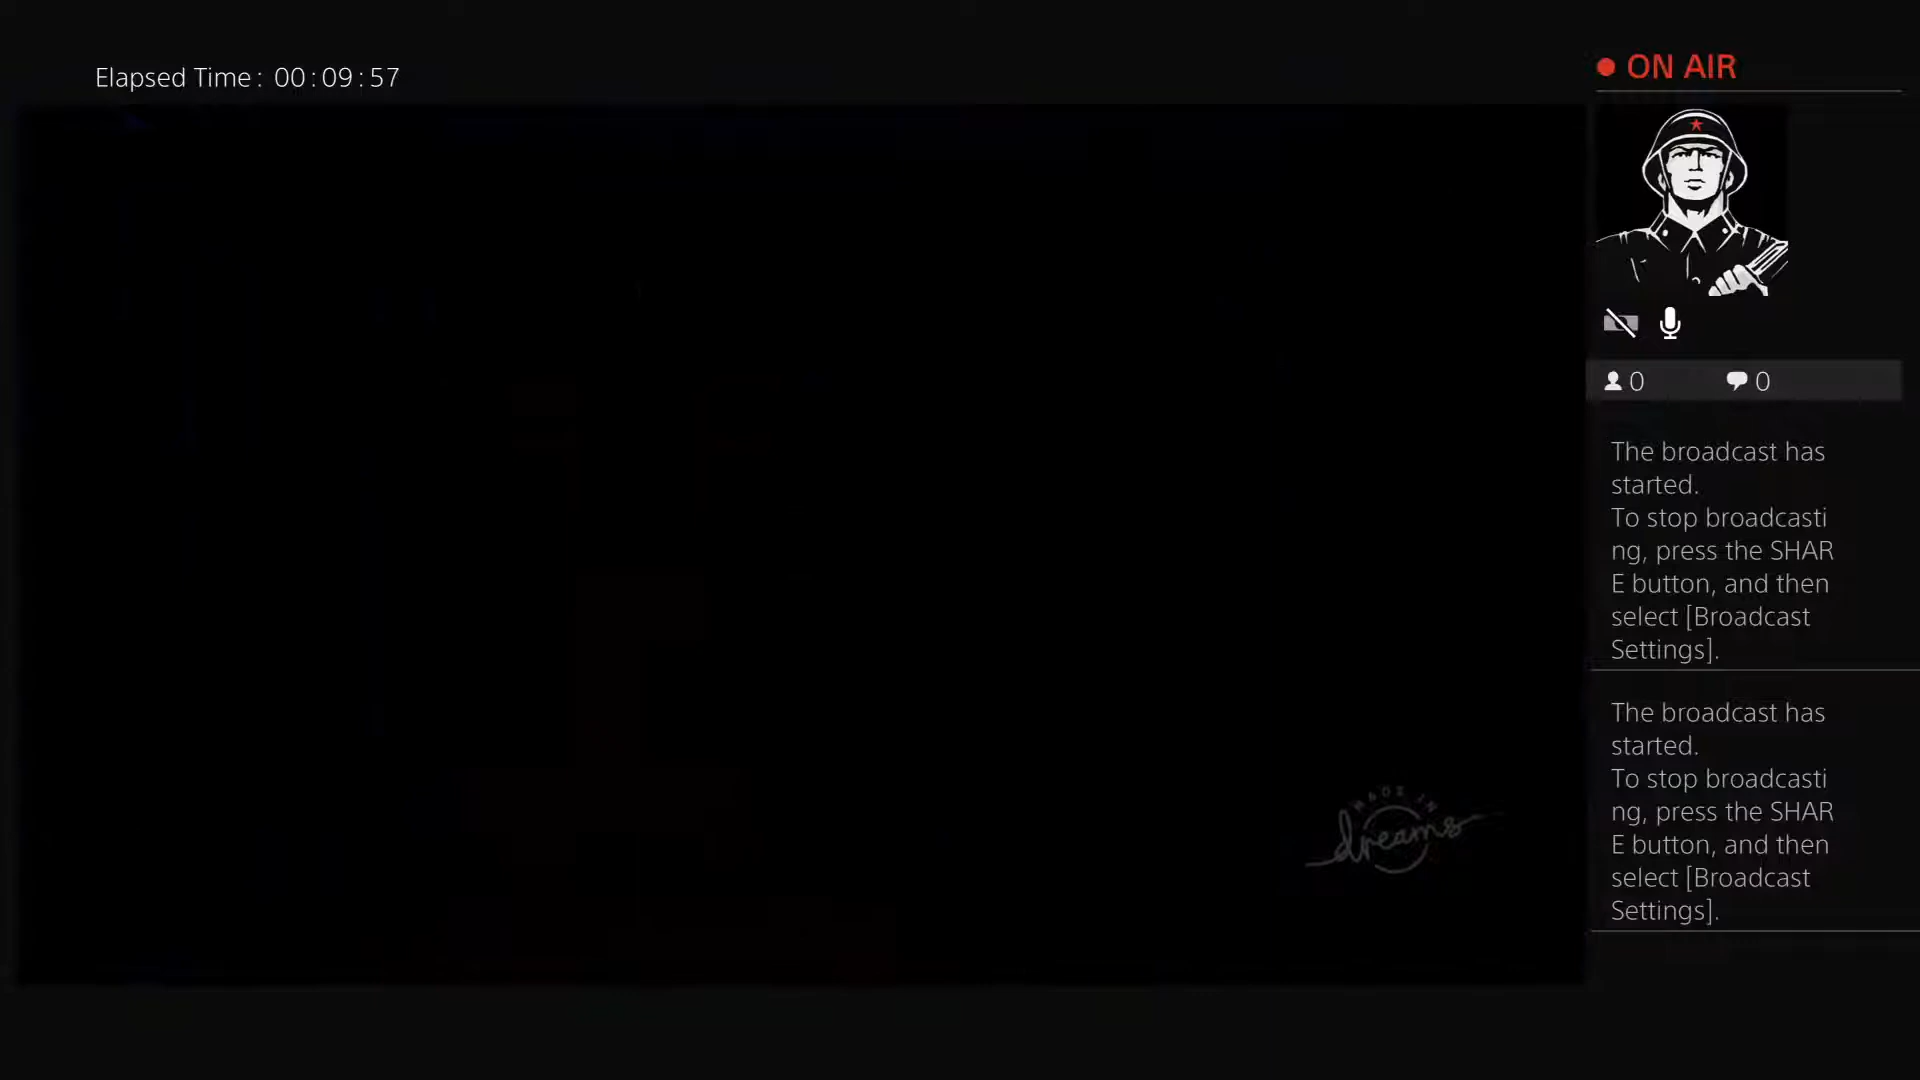 Elapsed Time: 00:09:57
ON AIR
0 0
The broadcast has
started.
To stop broadcasti
ng, press the SHAR
E button, and then
select [Broadcast
Settings].
The broadcast has
started.
To stop broadcasti
ng, press the SHAR
E button, and then
select [Broadcast
Settings].
MADE IN
dreams